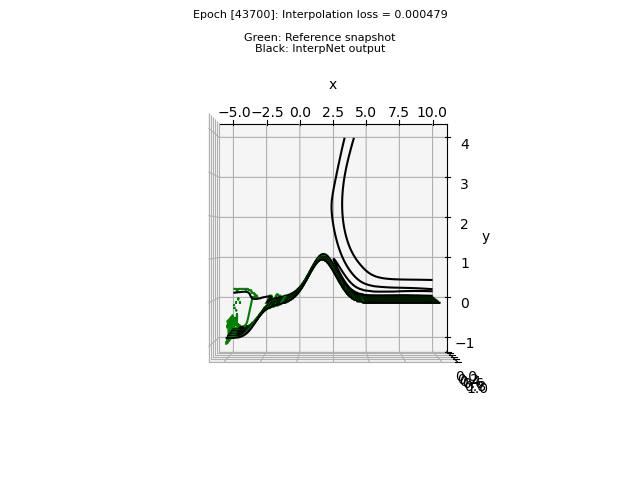 Epoch [43700]: Interpolation loss = 0.000479
Green: Reference snapshot
Black: InterpNet output
x
−5.0 −2.5 0.0 2.5 5.0 7.5 10.0
4
3
2
y
1
0
−1